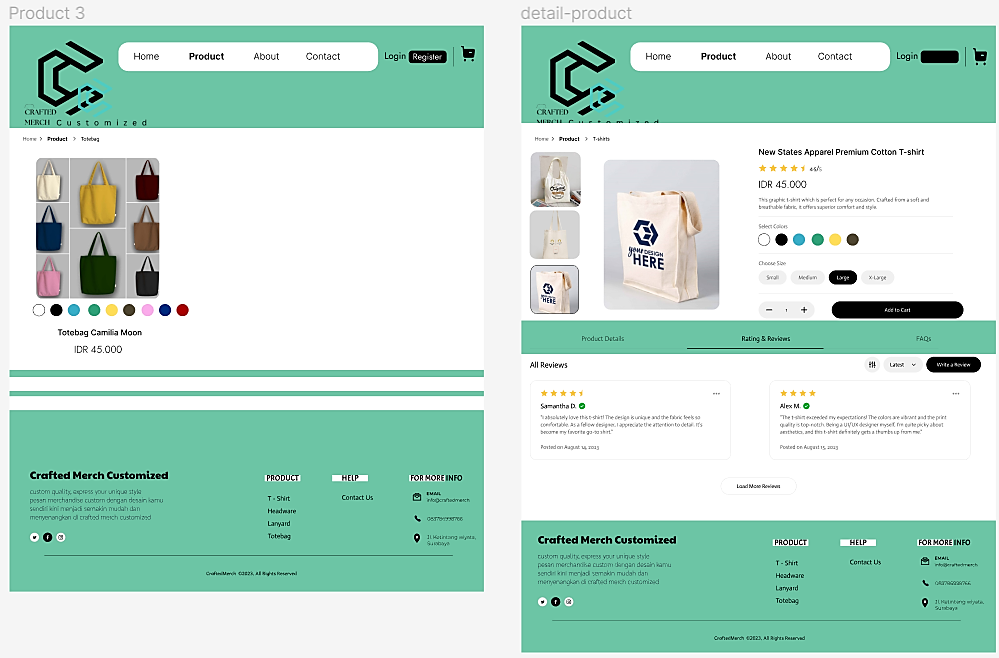 Product 3
Home
Product
About
Contact
Login
Register
CRAFTED
MERCH Customized
Home > Product > Totebag
Totebag Camilia Moon
IDR 45.000
Crafted Merch Customized
custom quality, express your unique style
pesan merchandise custom dengan desain kamu
sendiri kini menjadi semakin mudah dan
menyenangkan di crafted merch customized
PRODUCT
T - Shirt
Headware
Lanyard
Totebag
HELP
Contact Us
FOR MORE INFO
EMAIL
info@craftedmerch
Jl. Ketinteng wiyata,
Surabaya
CraftedMerch ©2023. All Rights Reserved
detail-product
Home
Product
About
Contact
Login
CRAFTED
MERCH Customized
Home > Product > T-shirts
New States Apparel Premium Cotton T-shirt
4.5/5
IDR 45.000
This graphic t-shirt which is perfect for any occasion. Crafted from a soft and
breathable fabric, it offers superior comfort and style.
Select Colors
Choose Size
Small
Medium
Large
X-Large
− 1 +
Add to Cart
your DESIGN
HERE
Product Details
Rating & Reviews
FAQs
All Reviews
Latest
Write a Review
Samantha D.
"I absolutely love this t-shirt! The design is unique and the fabric feels so
comfortable. As a fellow designer, I appreciate the attention to detail. It's
become my favorite go-to shirt."
Posted on August 14, 2023
Alex M.
"The t-shirt exceeded my expectations! The colors are vibrant and the print
quality is top-notch. Being a UI/UX designer myself, I'm quite picky about
aesthetics, and this t-shirt definitely gets a thumbs up from me."
Posted on August 15, 2023
Load More Reviews
Crafted Merch Customized
custom quality, express your unique style
pesan merchandise custom dengan desain kamu
sendiri kini menjadi semakin mudah dan
menyenangkan di crafted merch customized
PRODUCT
T - Shirt
Headware
Lanyard
Totebag
HELP
Contact Us
FOR MORE INFO
EMAIL
info@craftedmerch
Jl. Ketinteng wiyata,
Surabaya
CraftedMerch ©2023. All Rights Reserved